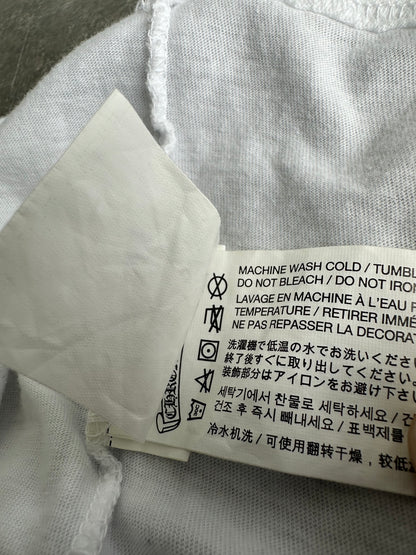 MACHINE WASH COLD / TUMBL
DO NOT BLEACH / DO NOT IRON
LAVAGE EN MACHINE À L'EAU
TEMPÉRATURE / RETIRER IMMÉ
NE PAS REPASSER LA DECORAT
洗濯機で低温の水でお洗いくださ
終了後すぐに取り出してくださ
装飾部分はアイロンをお避け下さ
세탁기에서 찬물로 세탁하세요 / 건
건조 후 즉시 빼내세요 / 표백제를
冷水机洗 / 可使用翻转干燥，较低